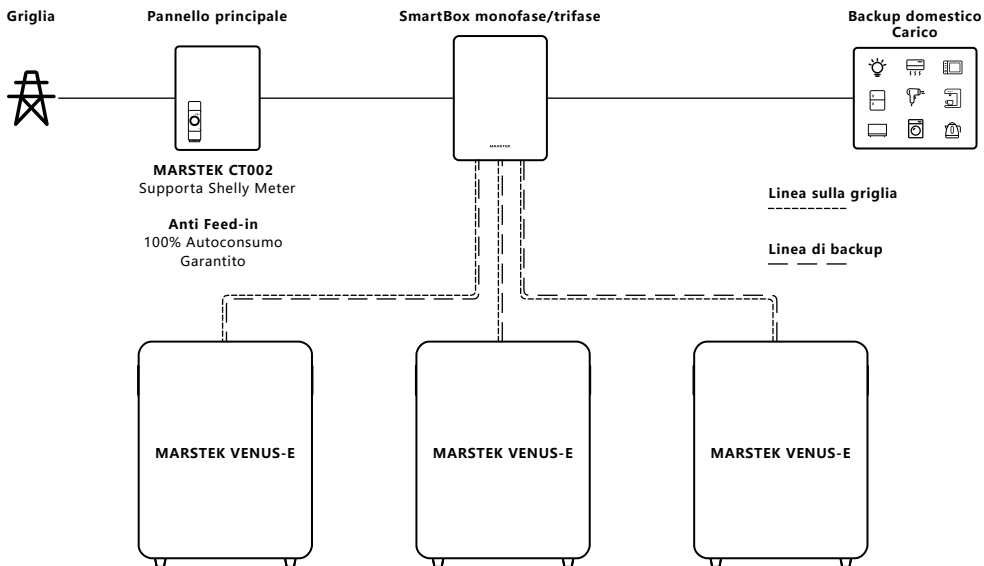 Griglia
Pannello principale
SmartBox monofase/trifase
Backup domestico
Carico
MARSTEK
MARSTEK CT002
Supporta Shelly Meter
Anti Feed-in
100% Autoconsumo
Garantito
Linea sulla griglia
Linea di backup
MARSTEK VENUS-E
MARSTEK VENUS-E
MARSTEK VENUS-E